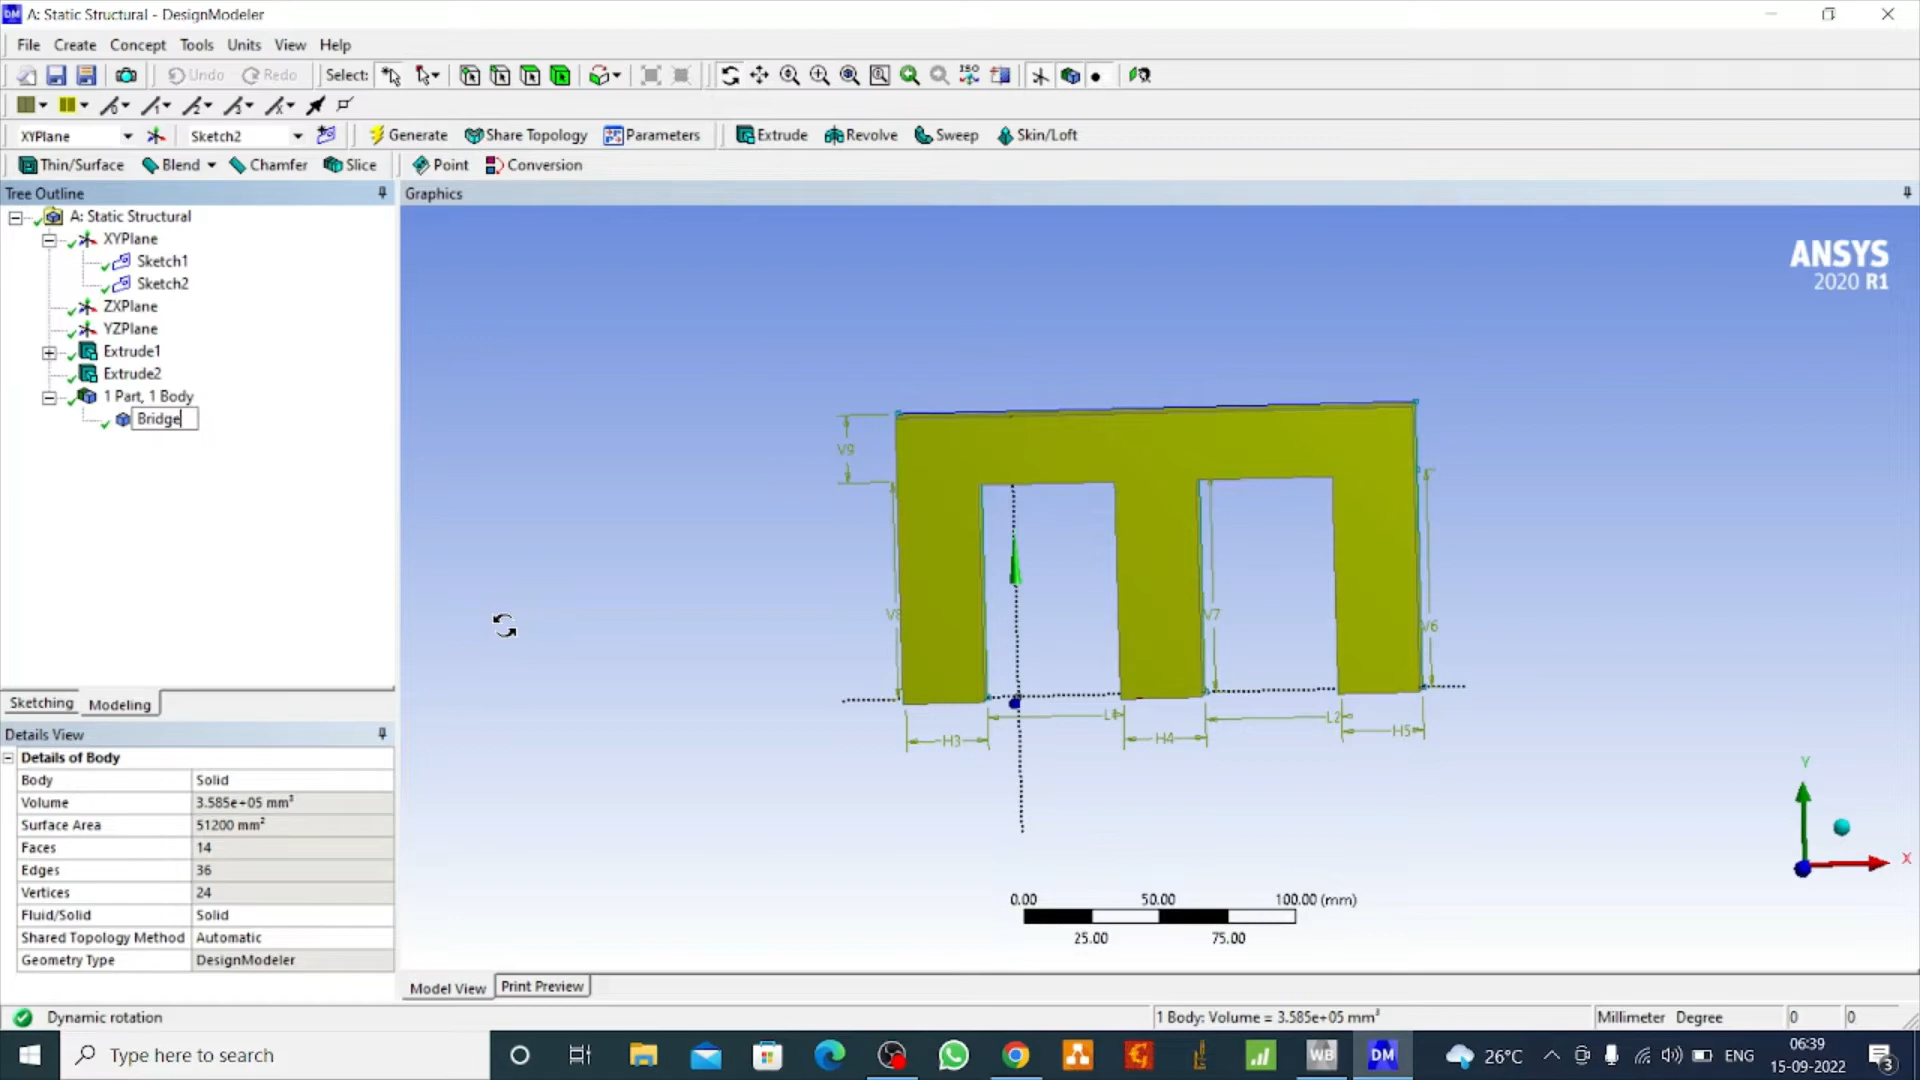 DM A: Static Structural - DesignModeler
File Create Concept Tools Units View Help
Undo Redo Select: ISO
XYPlane Sketch2 Generate Share Topology Parameters Extrude Revolve Sweep Skin/Loft
Thin/Surface Blend Chamfer Slice Point Conversion
Tree Outline
A: Static Structural
XYPlane
Sketch1
Sketch2
ZXPlane
YZPlane
Extrude1
Extrude2
1 Part, 1 Body
Bridge
Sketching Modeling
Details View
Details of Body
Body Solid
Volume 3.585e+05 mm³
Surface Area 51200 mm²
Faces 14
Edges 36
Vertices 24
Fluid/Solid Solid
Shared Topology Method Automatic
Geometry Type DesignModeler
Graphics
ANSYS
2020 R1
V9
V7
V6
L2
H3 H4 H5
Y
X
0.00 50.00 100.00 (mm)
25.00 75.00
Model View Print Preview
Dynamic rotation 1 Body: Volume = 3.585e+05 mm³ Millimeter Degree 0 0
Type here to search WB DM 26°C ENG 06:39
15-09-2022 3